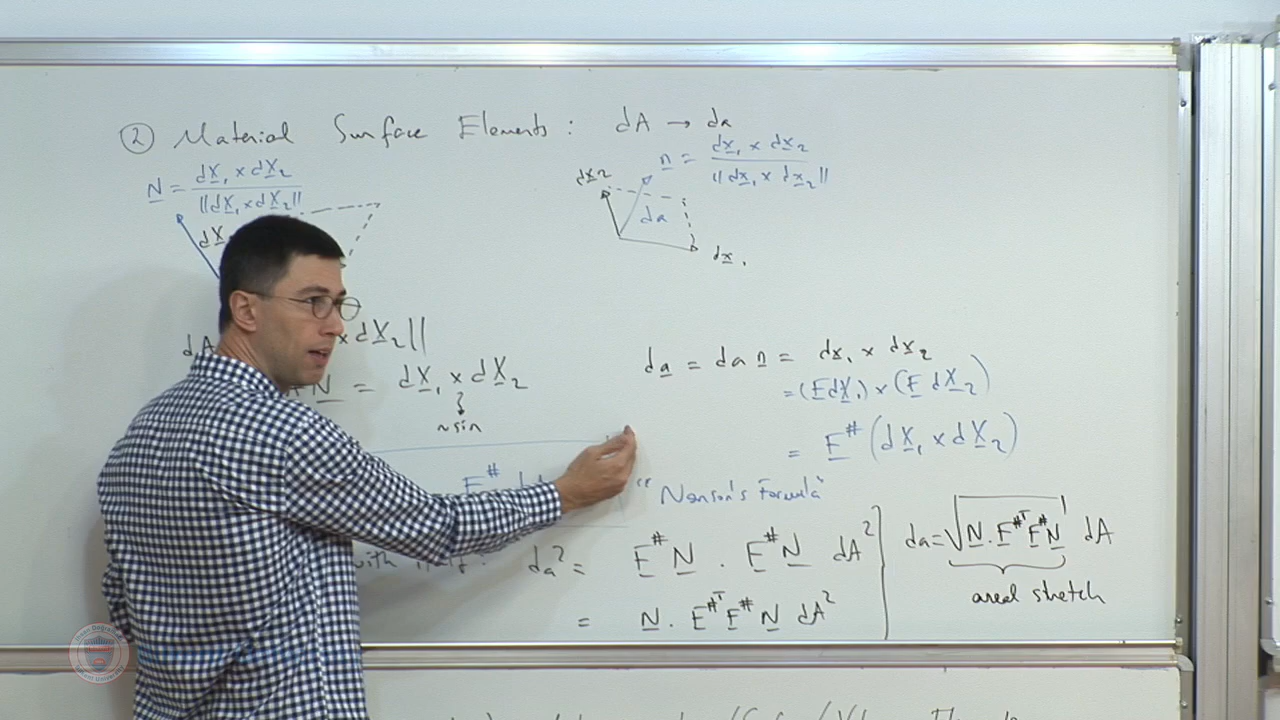 ② Material Surface Elements : dA → da
N = dX₁ × dX₂ / ||dX₁ × dX₂||
n = dx₁ × dx₂ / ||dx₁ × dx₂||
dX
dx₂
da
dx₁
dA × dX₂||
N = dX₁ × dX₂
~ sin
da = da n = dx₁ × dx₂
= (F dX₁) × (F dX₂)
= F^# (dX₁ × dX₂)
F^#
"Nanson's Formula"
with itself: da² = F^# N . F^# N dA²
= N . F^#T F^# N dA²
da = √(N . F^#T F^# N) dA
areal stretch